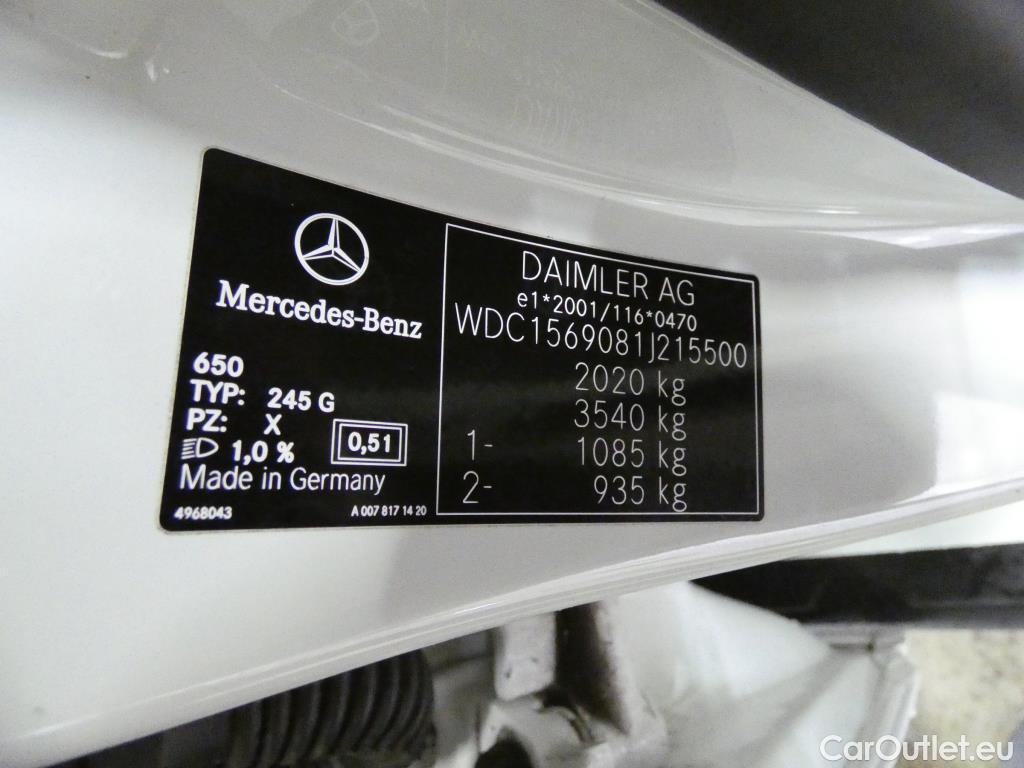 Mercedes-Benz
650
TYP: 245 G
PZ: X
1,0 %
0,51
Made in Germany
4968043
A 007 817 14 20
DAIMLER AG
e1*2001/116*0470
WDC1569081J215500
2020 kg
3540 kg
1- 1085 kg
2- 935 kg
CarOutlet.eu